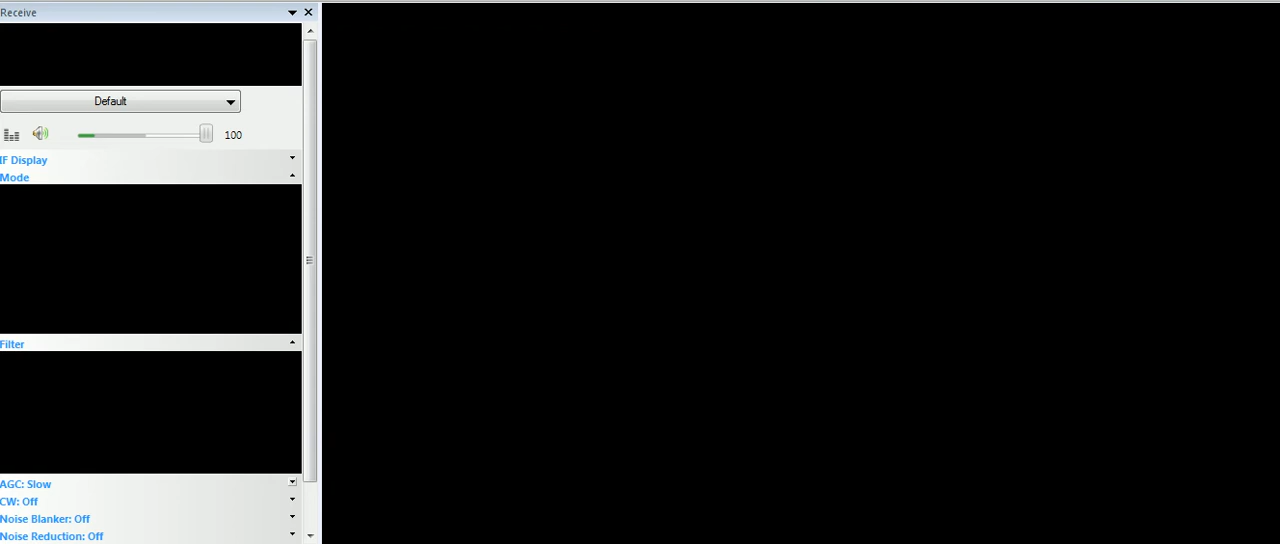 Receive
Default
100
IF Display
Mode
Filter
AGC: Slow
CW: Off
Noise Blanker: Off
Noise Reduction: Off